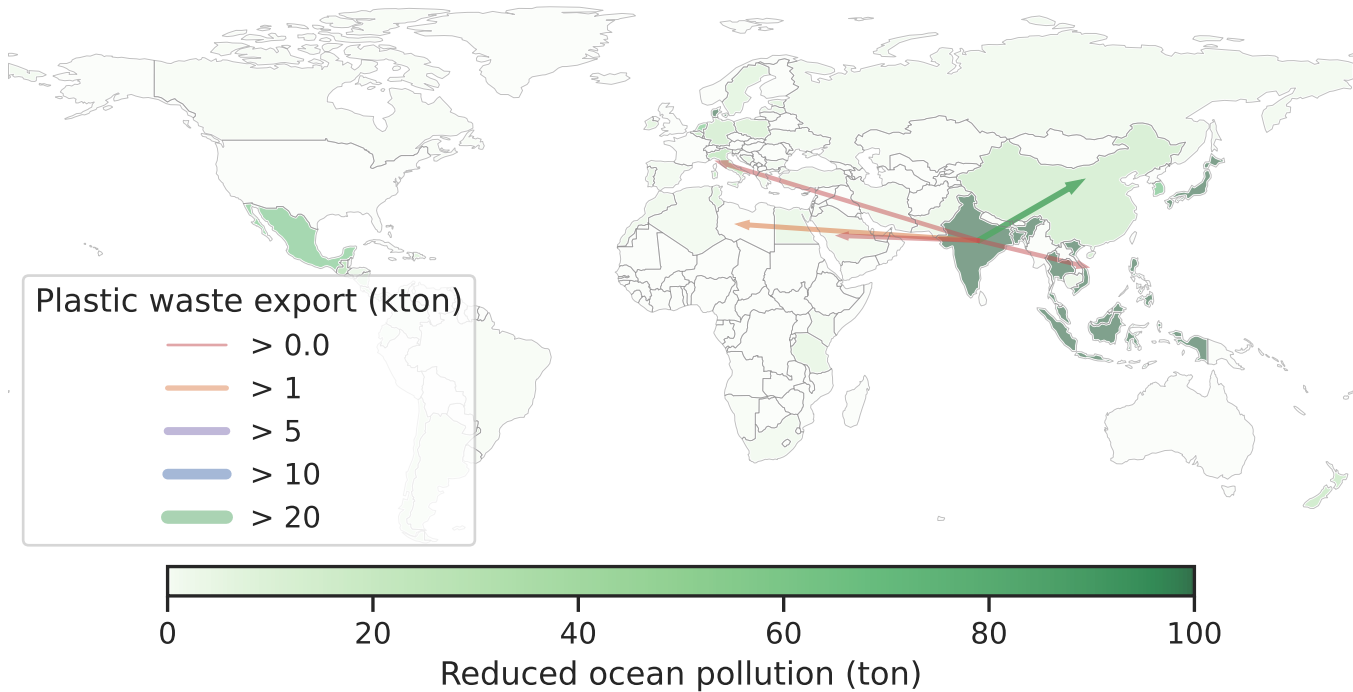 Plastic waste export (kton)
> 0.0
> 1
> 5
> 10
> 20
0 20 40 60 80 100
Reduced ocean pollution (ton)